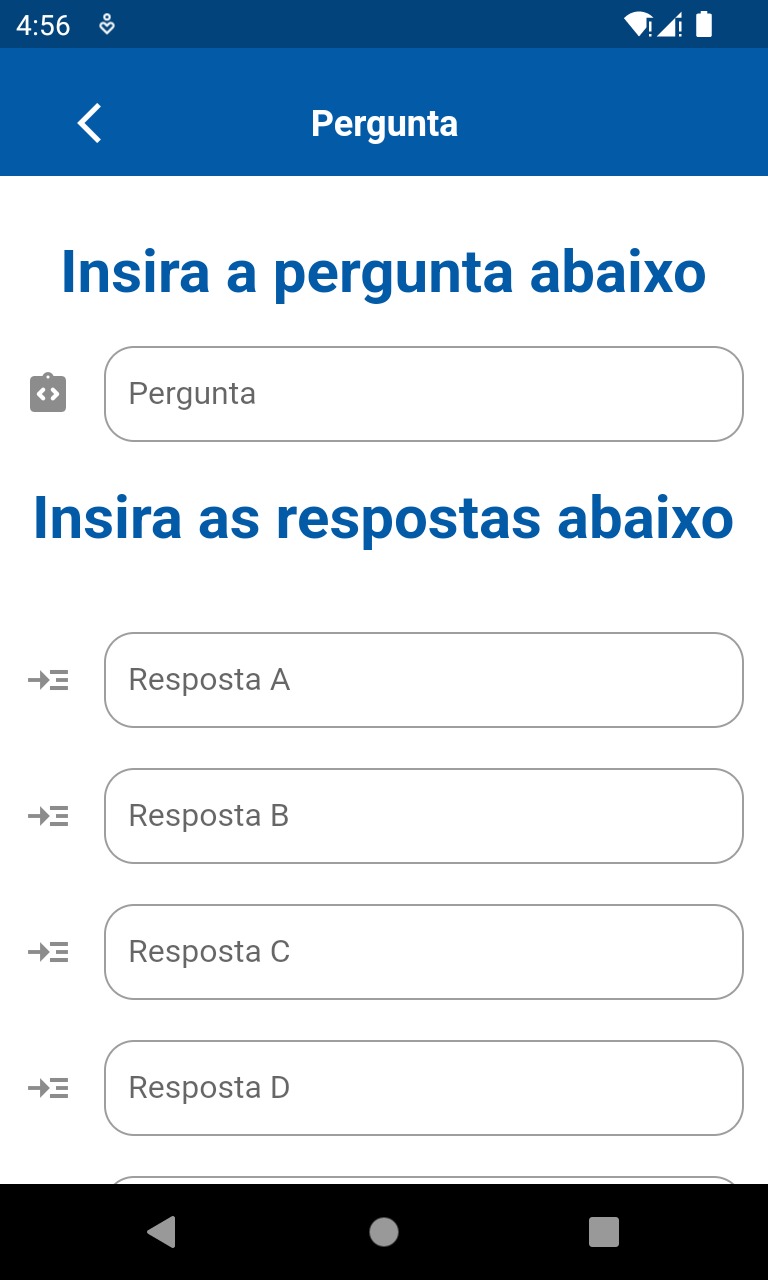 4:56
Pergunta
Insira a pergunta abaixo
Pergunta
Insira as respostas abaixo
Resposta A
Resposta B
Resposta C
Resposta D